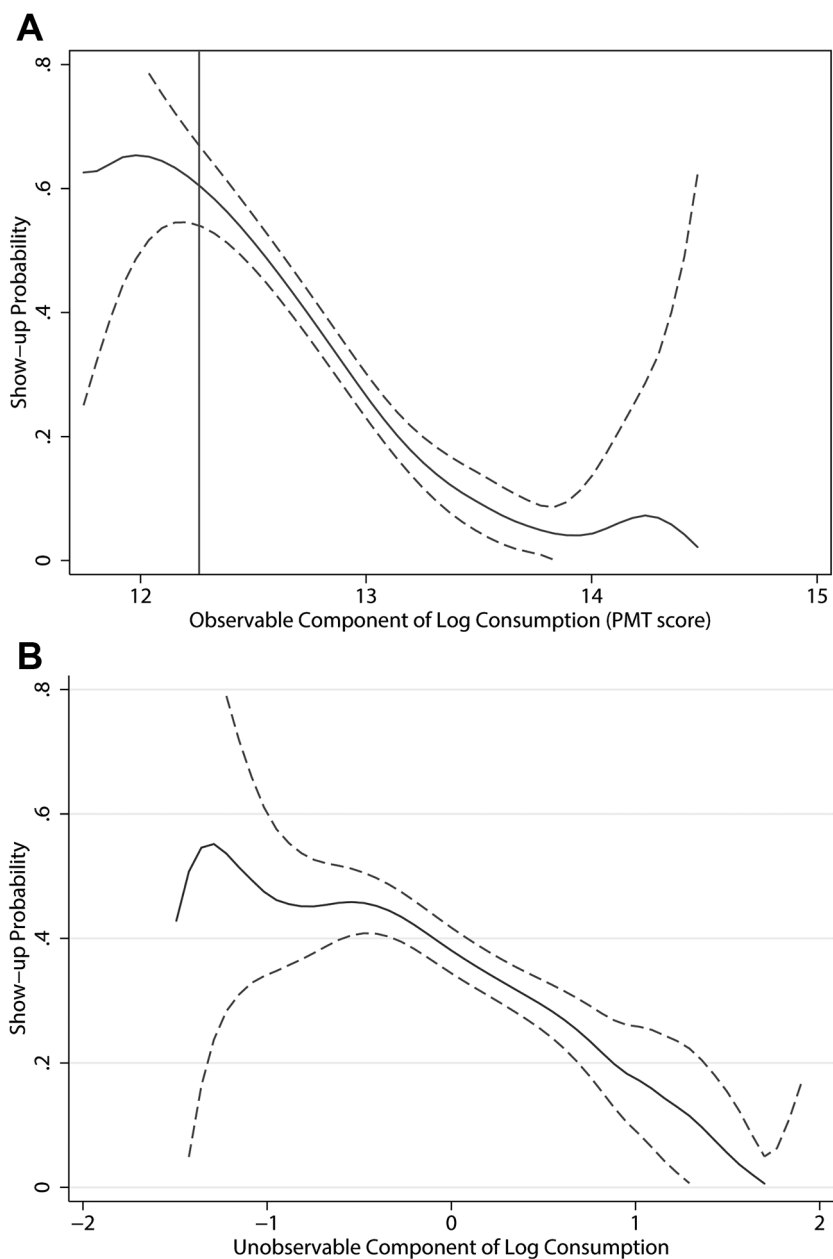 A
.8
.6
.4
.2
0
Show−up Probability
12 13 14 15
Observable Component of Log Consumption (PMT score)
B
.8
.6
.4
.2
0
Show−up Probability
−2 −1 0 1 2
Unobservable Component of Log Consumption